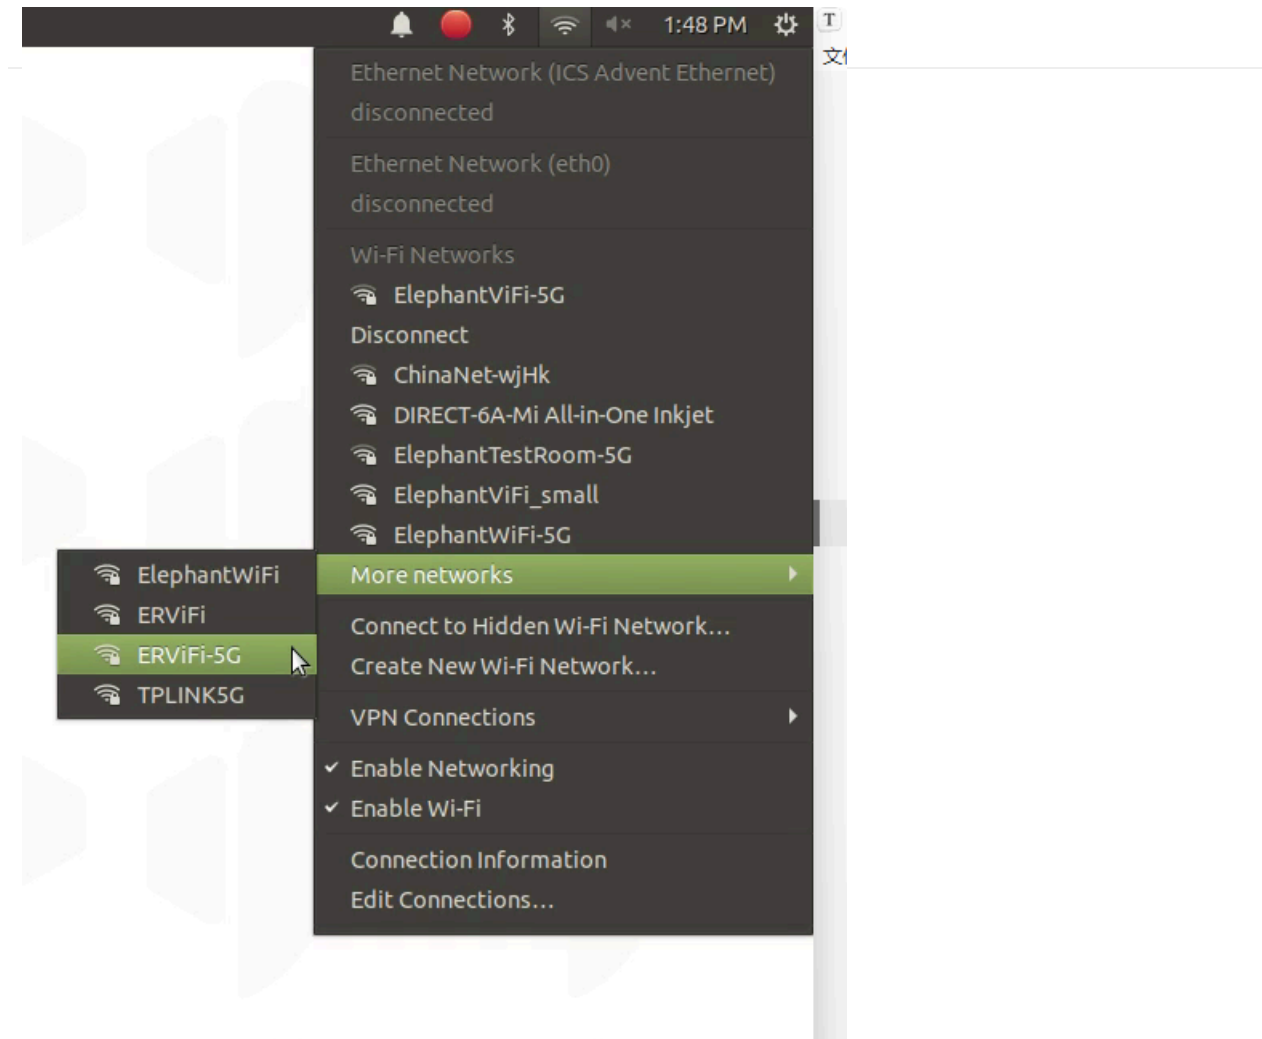 1:48 PM
T
文
Ethernet Network (ICS Advent Ethernet)
disconnected
Ethernet Network (eth0)
disconnected
Wi-Fi Networks
ElephantViFi-5G
Disconnect
ChinaNet-wjHk
DIRECT-6A-Mi All-in-One Inkjet
ElephantTestRoom-5G
ElephantViFi_small
ElephantWiFi-5G
More networks
ElephantWiFi
ERViFi
ERViFi-5G
TPLINK5G
Connect to Hidden Wi-Fi Network...
Create New Wi-Fi Network...
VPN Connections
Enable Networking
Enable Wi-Fi
Connection Information
Edit Connections...